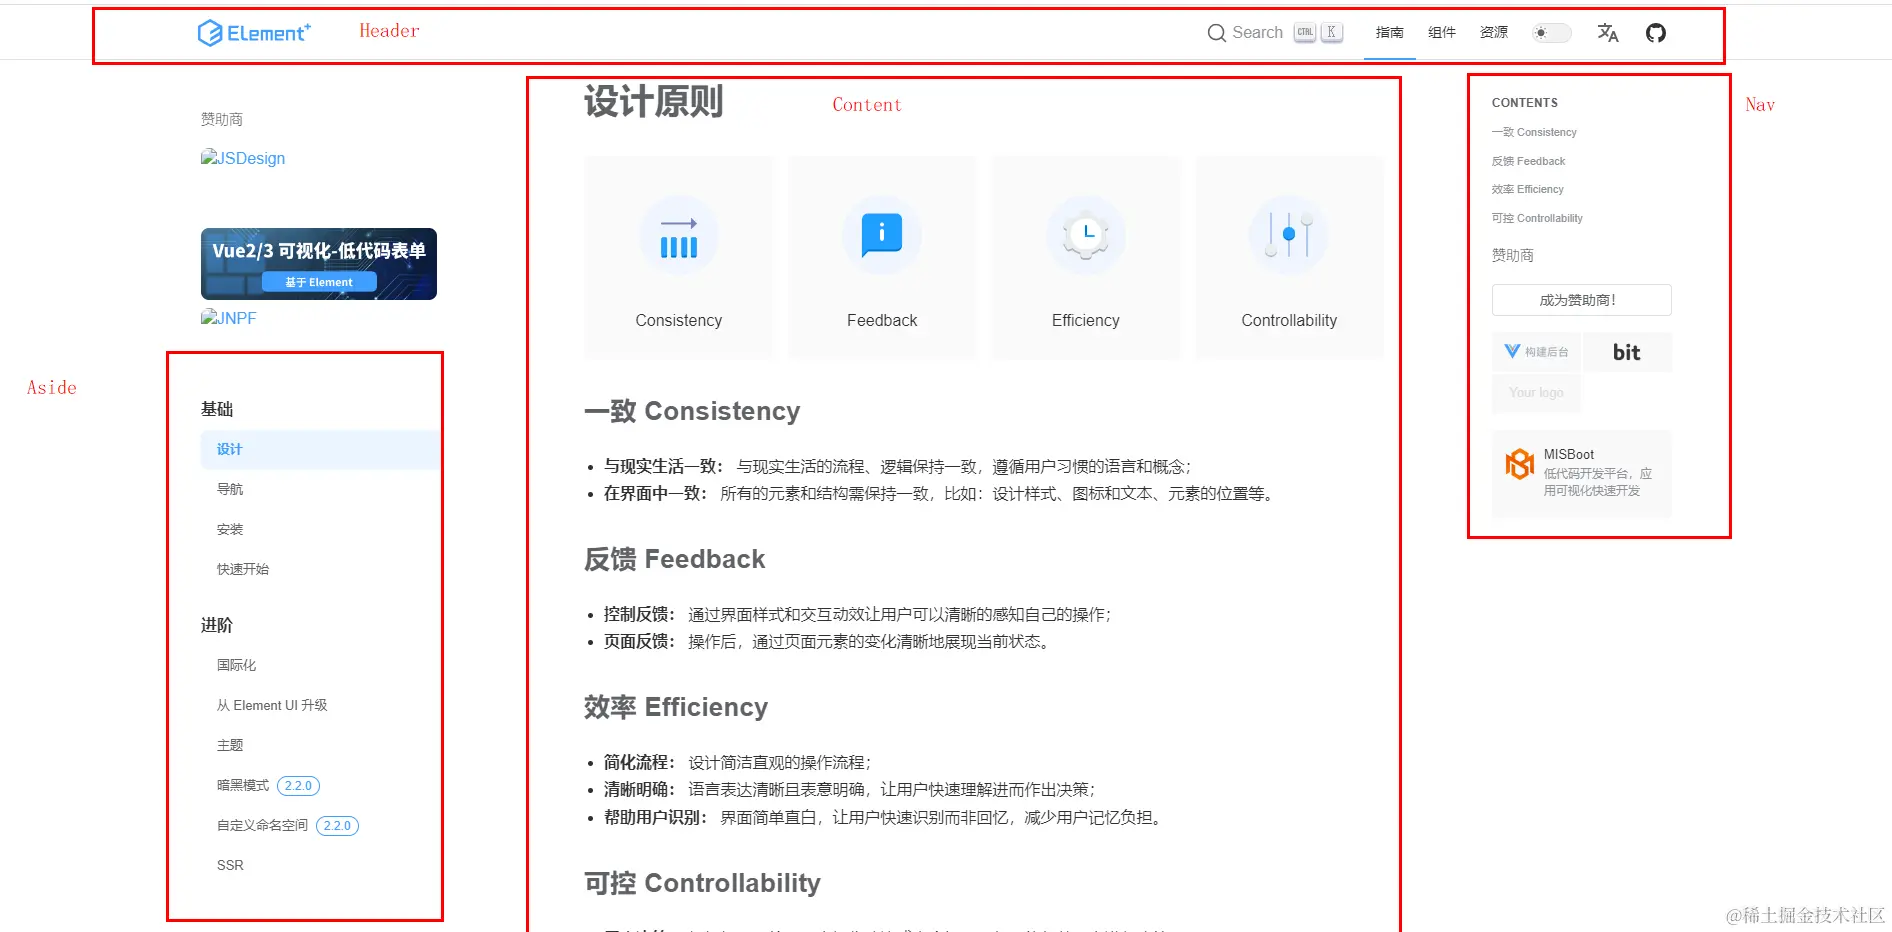 Element+
Header
Search
CTRL K
指南
组件
资源
赞助商
JSDesign
Vue2/3 可视化-低代码表单
基于 Element
JNPF
Aside
基础
设计
导航
安装
快速开始
进阶
国际化
从 Element UI 升级
主题
暗黑模式 2.2.0
自定义命名空间 2.2.0
SSR
设计原则
Content
Consistency
Feedback
Efficiency
Controllability
一致 Consistency
与现实生活一致： 与现实生活的流程、逻辑保持一致，遵循用户习惯的语言和概念；
在界面中一致： 所有的元素和结构需保持一致，比如：设计样式、图标和文本、元素的位置等。
反馈 Feedback
控制反馈： 通过界面样式和交互动效让用户可以清晰的感知自己的操作；
页面反馈： 操作后，通过页面元素的变化清晰地展现当前状态。
效率 Efficiency
简化流程： 设计简洁直观的操作流程；
清晰明确： 语言表达清晰且表意明确，让用户快速理解进而作出决策；
帮助用户识别： 界面简单直白，让用户快速识别而非回忆，减少用户记忆负担。
可控 Controllability
Nav
CONTENTS
一致 Consistency
反馈 Feedback
效率 Efficiency
可控 Controllability
赞助商
成为赞助商！
构建后台
bit
Your logo
MISBoot
低代码开发平台，应
用可视化快速开发
@稀土掘金技术社区